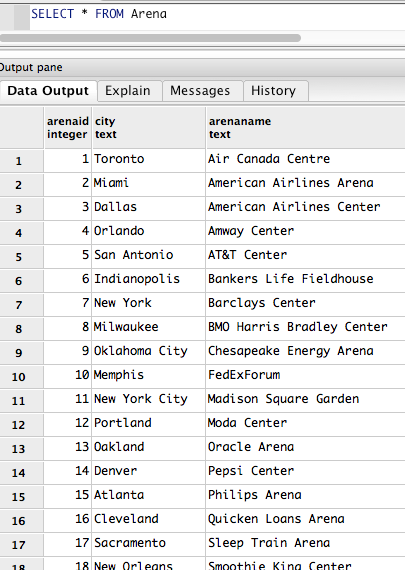 SELECT * FROM Arena
Output pane
Data Output Explain Messages History
arenaid city arenaname
integer text text
1 1 Toronto Air Canada Centre
2 2 Miami American Airlines Arena
3 3 Dallas American Airlines Center
4 4 Orlando Amway Center
5 5 San Antonio AT&T Center
6 6 Indianopolis Bankers Life Fieldhouse
7 7 New York Barclays Center
8 8 Milwaukee BMO Harris Bradley Center
9 9 Oklahoma City Chesapeake Energy Arena
10 10 Memphis FedExForum
11 11 New York City Madison Square Garden
12 12 Portland Moda Center
13 13 Oakland Oracle Arena
14 14 Denver Pepsi Center
15 15 Atlanta Philips Arena
16 16 Cleveland Quicken Loans Arena
17 17 Sacramento Sleep Train Arena
18 18 New Orleans Smoothie King Center